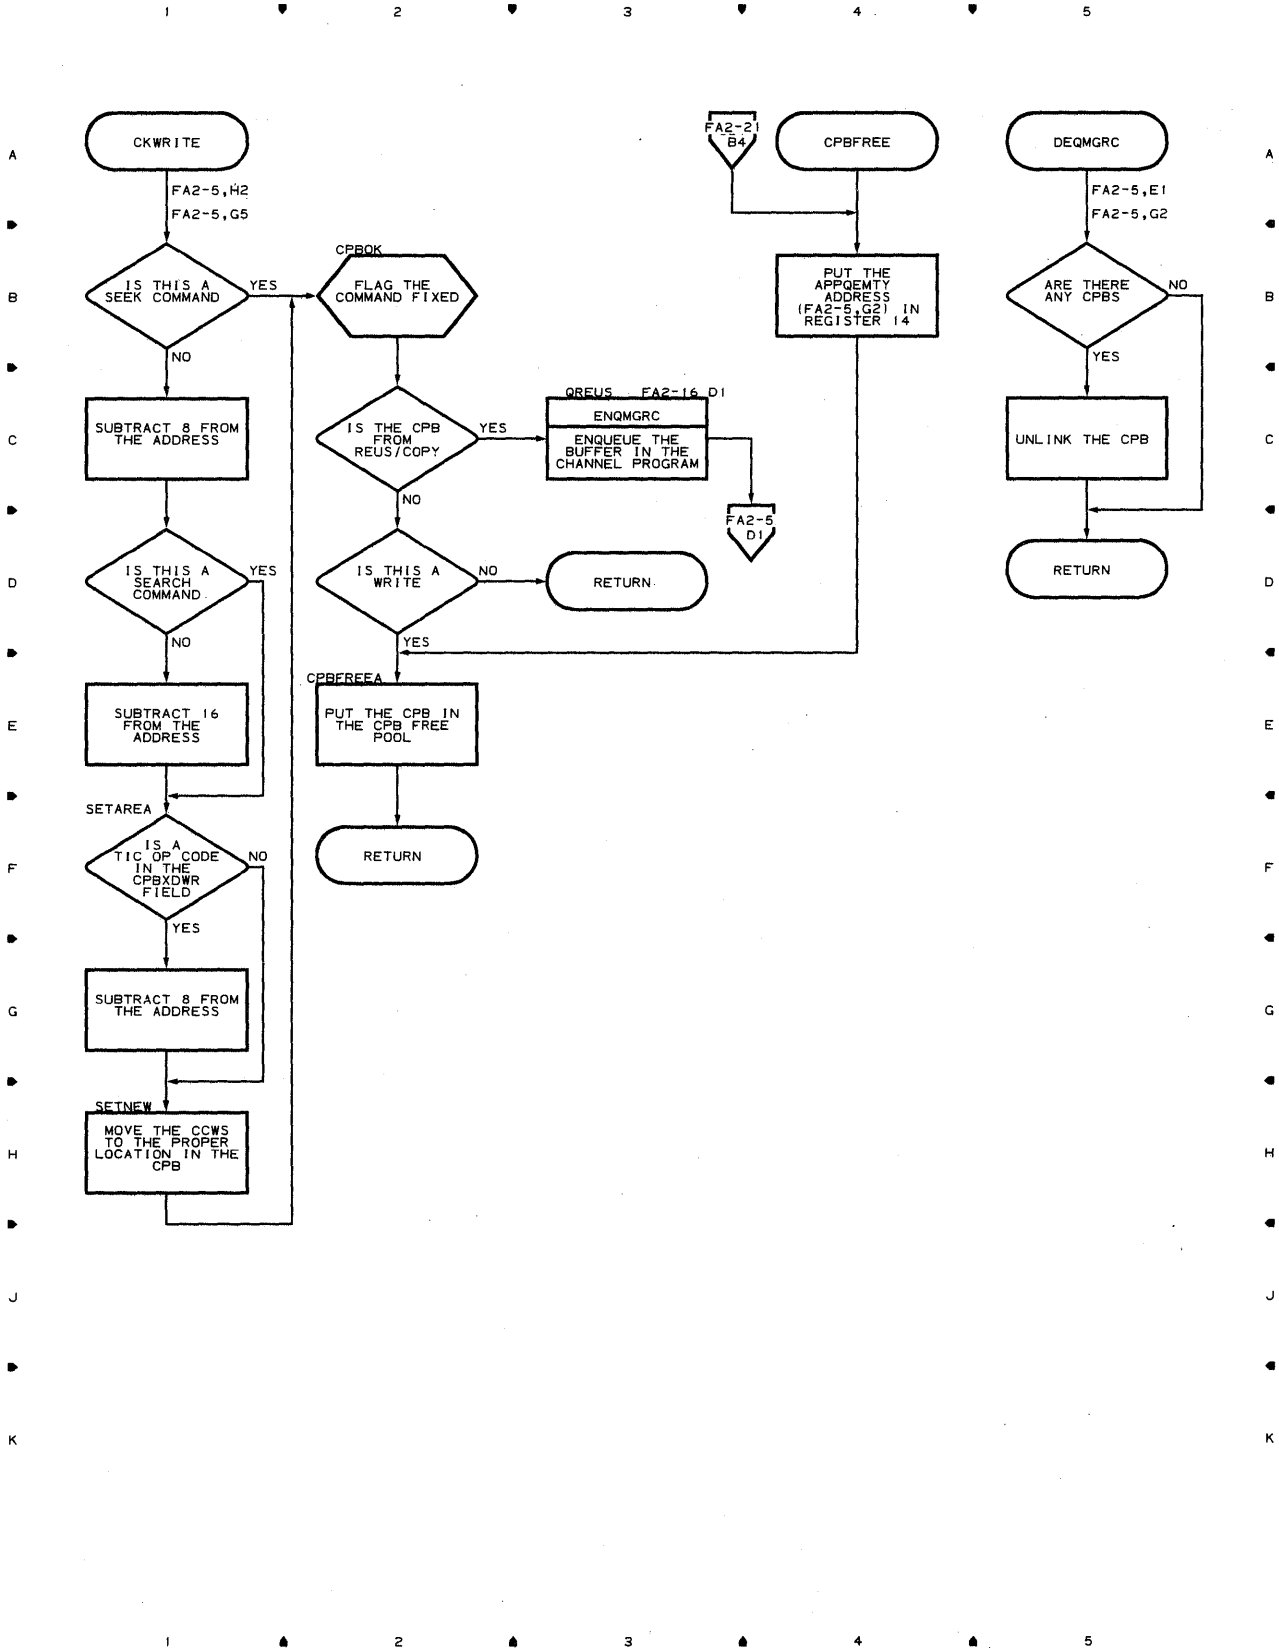 1 2 3 4 5
CKWRITE
FA2-21
B4
CPBFREE
DEQMGRC
A A
FA2-5,H2
FA2-5,G5
FA2-5,E1
FA2-5,G2
CPBOK
IS THIS A
SEEK COMMAND
YES
NO
FLAG THE
COMMAND FIXED
PUT THE
APPQEMTY
ADDRESS
(FA2-5,G2) IN
REGISTER 14
ARE THERE
ANY CPBS
NO
YES
B B
SUBTRACT 8 FROM
THE ADDRESS
IS THE CPB
FROM
REUS/COPY
YES
NO
QREUS FA2-16 D1
ENQMGRC
ENQUEUE THE
BUFFER IN THE
CHANNEL PROGRAM
UNLINK THE CPB
C C
FA2-5
D1
IS THIS A
SEARCH
COMMAND
YES
NO
IS THIS A
WRITE
NO
YES
RETURN
RETURN
D D
CPBFREEA
SUBTRACT 16
FROM THE
ADDRESS
PUT THE CPB IN
THE CPB FREE
POOL
E E
SETAREA
IS A
TIC OP CODE
IN THE
CPBXDWR
FIELD
NO
YES
RETURN
F F
SUBTRACT 8 FROM
THE ADDRESS
G G
SETNEW
MOVE THE CCWS
TO THE PROPER
LOCATION IN THE
CPB
H H
J J
K K
1 2 3 4 5